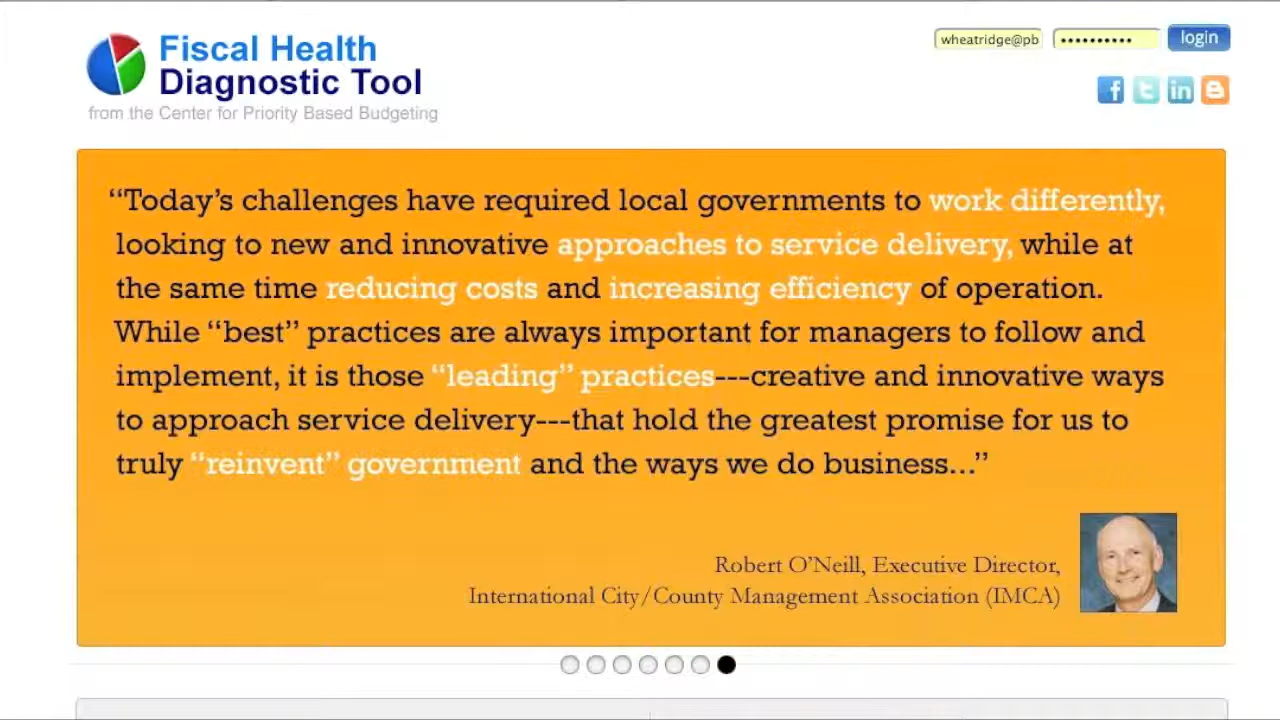 Fiscal Health
Diagnostic Tool
from the Center for Priority Based Budgeting
wheatridge@pb
••••••••••
login
“Today’s challenges have required local governments to work differently,
looking to new and innovative approaches to service delivery, while at
the same time reducing costs and increasing efficiency of operation.
While “best” practices are always important for managers to follow and
implement, it is those “leading” practices---creative and innovative ways
to approach service delivery---that hold the greatest promise for us to
truly “reinvent” government and the ways we do business...”
Robert O’Neill, Executive Director,
International City/County Management Association (IMCA)